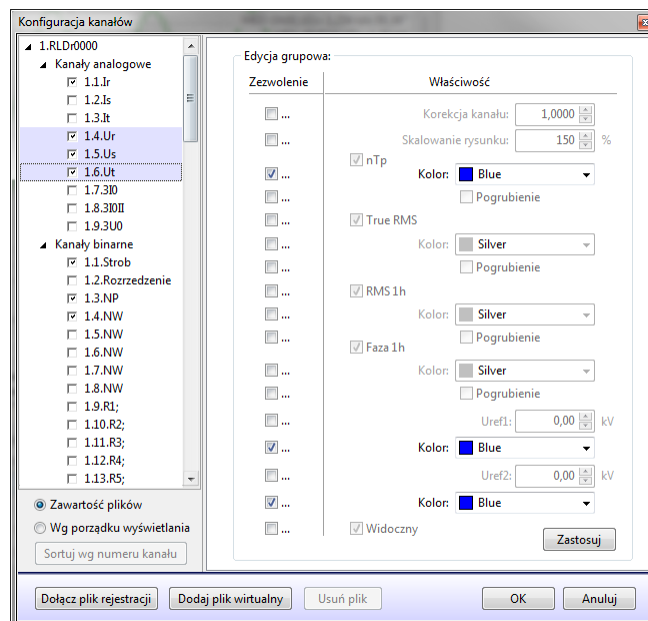 Konfiguracja kanałów
1.RLDr0000
Kanały analogowe
1.1.Ir
1.2.Is
1.3.It
1.4.Ur
1.5.Us
1.6.Ut
1.7.3I0
1.8.3I0II
1.9.3U0
Kanały binarne
1.1.Strob
1.2.Rozrzedzenie
1.3.NP
1.4.NW
1.5.NW
1.6.NW
1.7.NW
1.8.NW
1.9.R1;
1.10.R2;
1.11.R3;
1.12.R4;
1.13.R5;
Zawartość plików
Wg porządku wyświetlania
Sortuj wg numeru kanału
Edycja grupowa:
Zezwolenie Właściwość
... Korekcja kanału: 1,0000
... Skalowanie rysunku: 150 %
nTp
... Kolor: Blue
... Pogrubienie
True RMS
... Kolor: Silver
... Pogrubienie
RMS 1h
... Kolor: Silver
... Pogrubienie
Faza 1h
... Kolor: Silver
... Pogrubienie
... Uref1: 0,00 kV
... Kolor: Blue
... Uref2: 0,00 kV
... Kolor: Blue
... Widoczny
Zastosuj
Dołącz plik rejestracji Dodaj plik wirtualny Usuń plik OK Anuluj